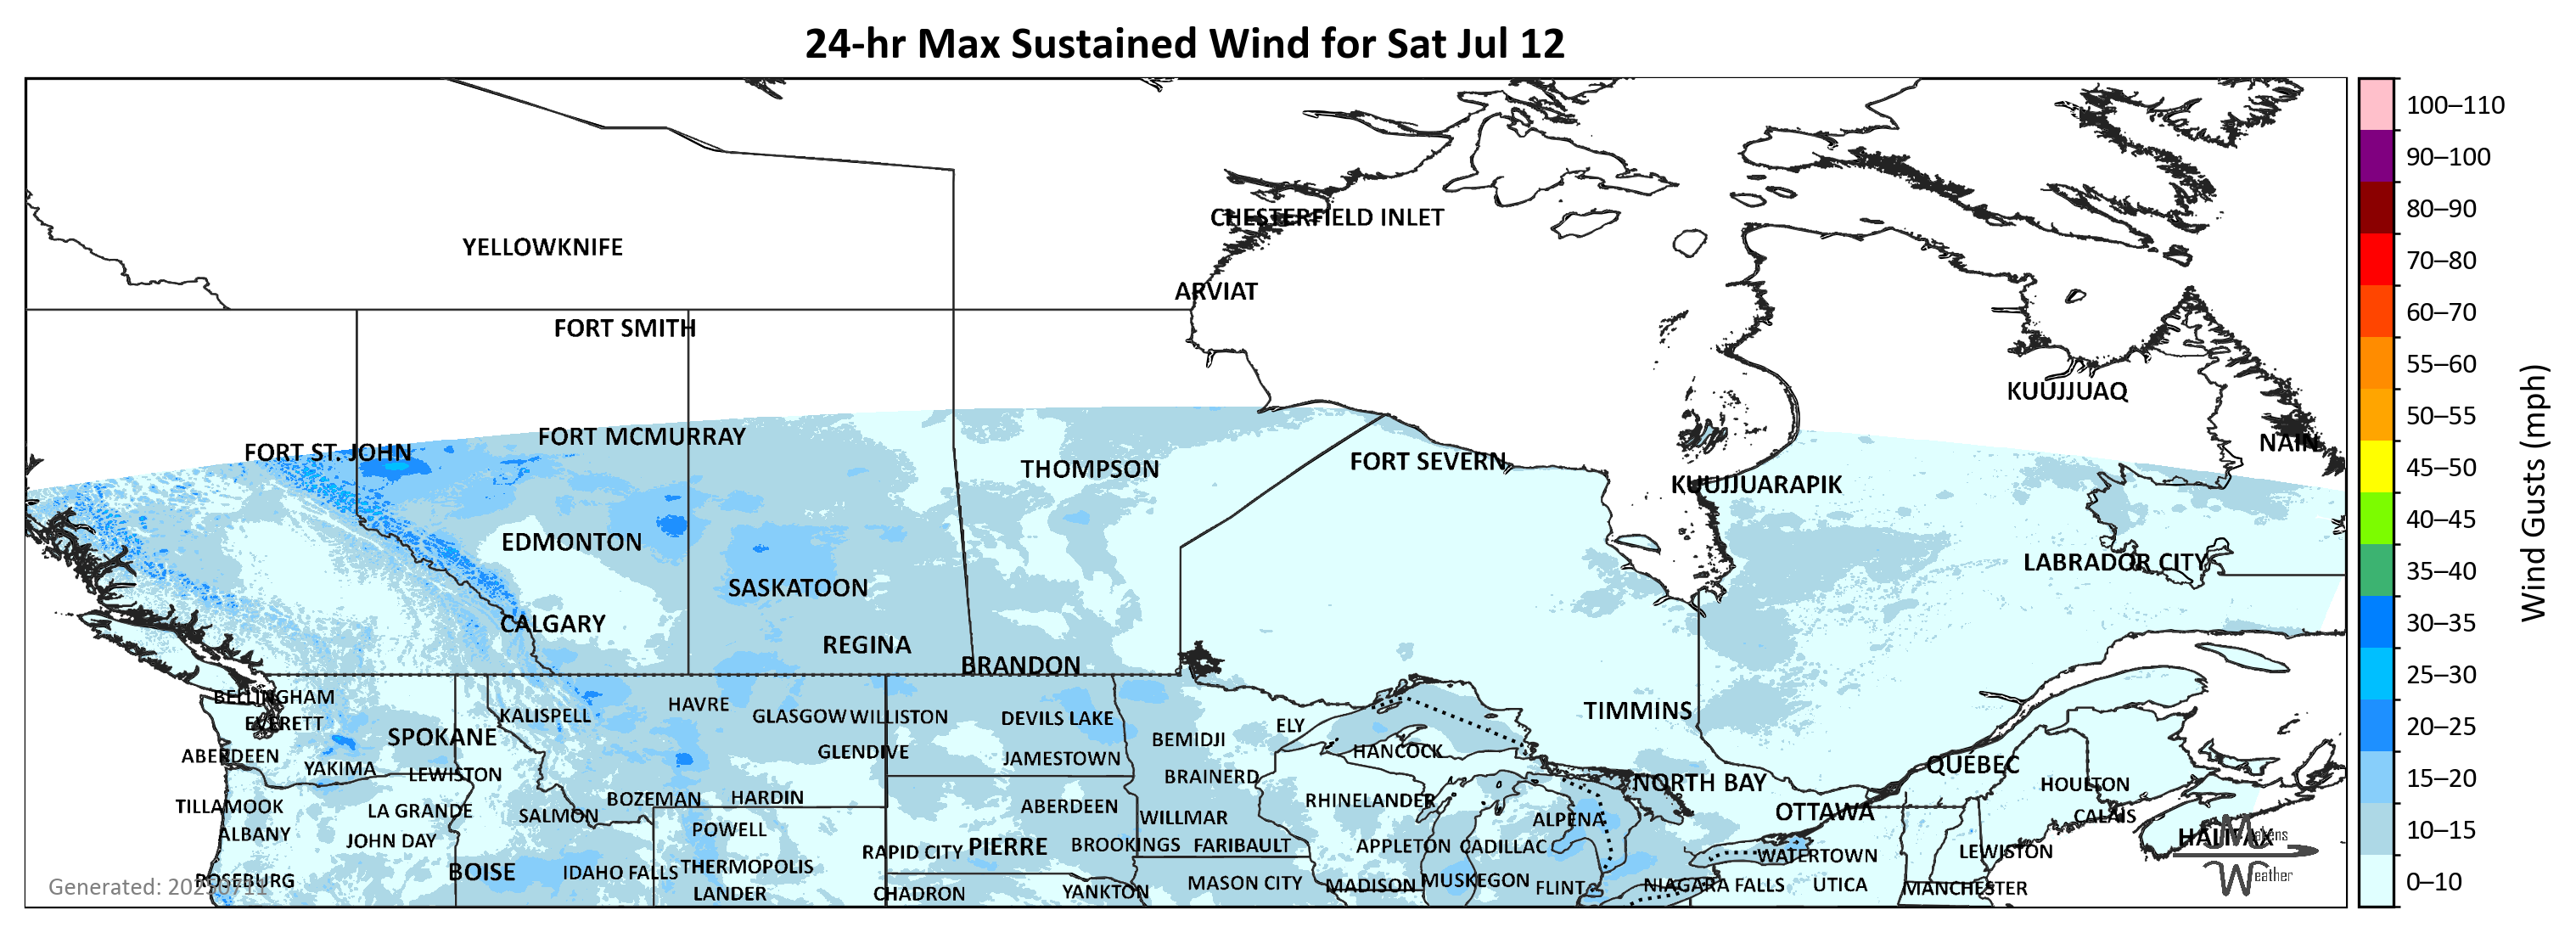 24-hr Max Sustained Wind for Sat Jul 12
100–110
90–100
80–90
70–80
60–70
55–60
50–55
45–50
40–45
35–40
30–35
25–30
20–25
15–20
10–15
0–10
Wind Gusts (mph)
CHESTERFIELD INLET
YELLOWKNIFE
ARVIAT
FORT SMITH
KUUJJUAQ
FORT MCMURRAY
NAIN
FORT ST. JOHN
THOMPSON
FORT SEVERN
KUUJJUARAPIK
EDMONTON
LABRADOR CITY
SASKATOON
CALGARY
REGINA
BRANDON
BELLINGHAM
HAVRE
TIMMINS
KALISPELL
GLASGOW
WILLISTON
DEVILS LAKE
EVERETT
ELY
SPOKANE
BEMIDJI
ABERDEEN
GLENDIVE
HANCOCK
JAMESTOWN
QUÉBEC
YAKIMA
LEWISTON
BRAINERD
NORTH BAY
HOULTON
BOZEMAN
HARDIN
RHINELANDER
TILLAMOOK
LA GRANDE
ABERDEEN
SALMON
WILLMAR
OTTAWA
CALAIS
ALPENA
ALBANY
POWELL
HALIFAX
Makens
Weather
JOHN DAY
PIERRE
BROOKINGS
FARIBAULT
APPLETON
CADILLAC
RAPID CITY
LEWISTON
WATERTOWN
BOISE
IDAHO FALLS
THERMOPOLIS
ROSEBURG
MASON CITY
MADISON
MUSKEGON
FLINT
NIAGARA FALLS
UTICA
MANCHESTER
LANDER
CHADRON
YANKTON
Generated: 20250711